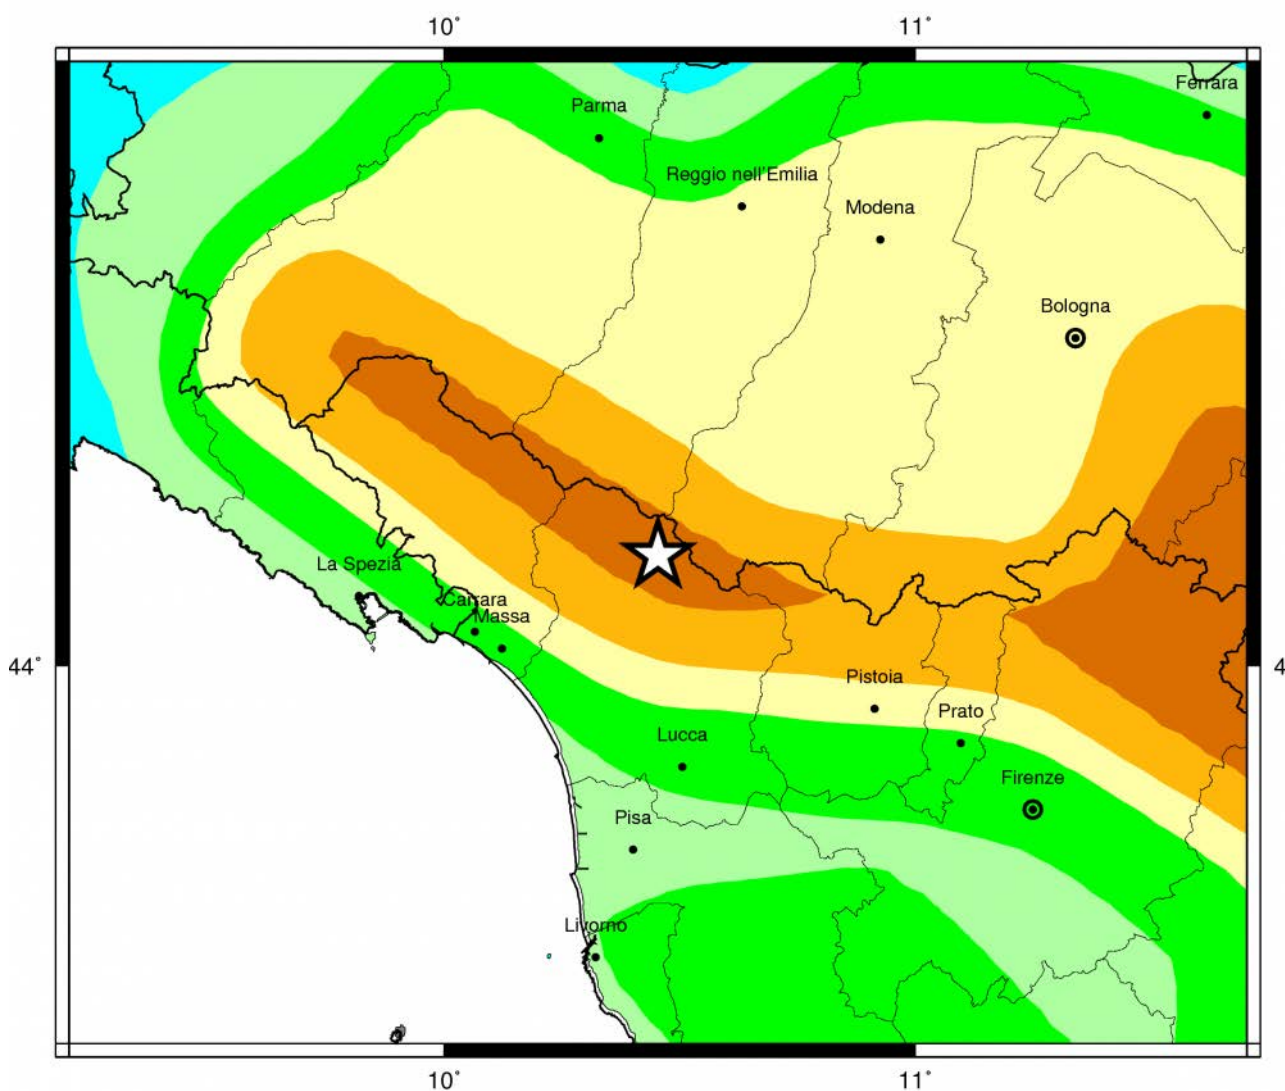 10° 11°
Ferrara
Parma
Reggio nell'Emilia
Modena
Bologna
La Spezia
Carrara
Massa
44° 4
Pistoia
Prato
Lucca
Firenze
Pisa
Livorno
10° 11°